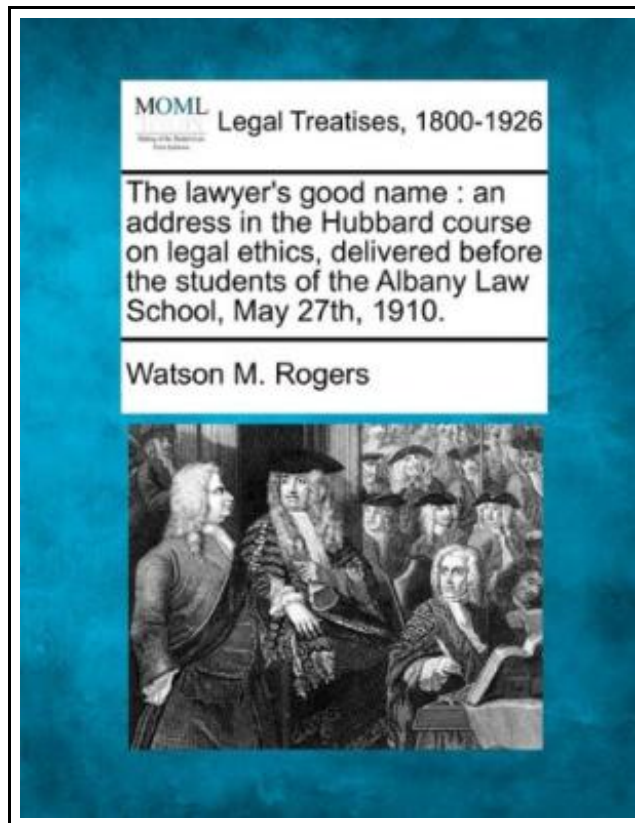 MOML
Legal Treatises, 1800-1926
The lawyer's good name : an
address in the Hubbard course
on legal ethics, delivered before
the students of the Albany Law
School, May 27th, 1910.
Watson M. Rogers